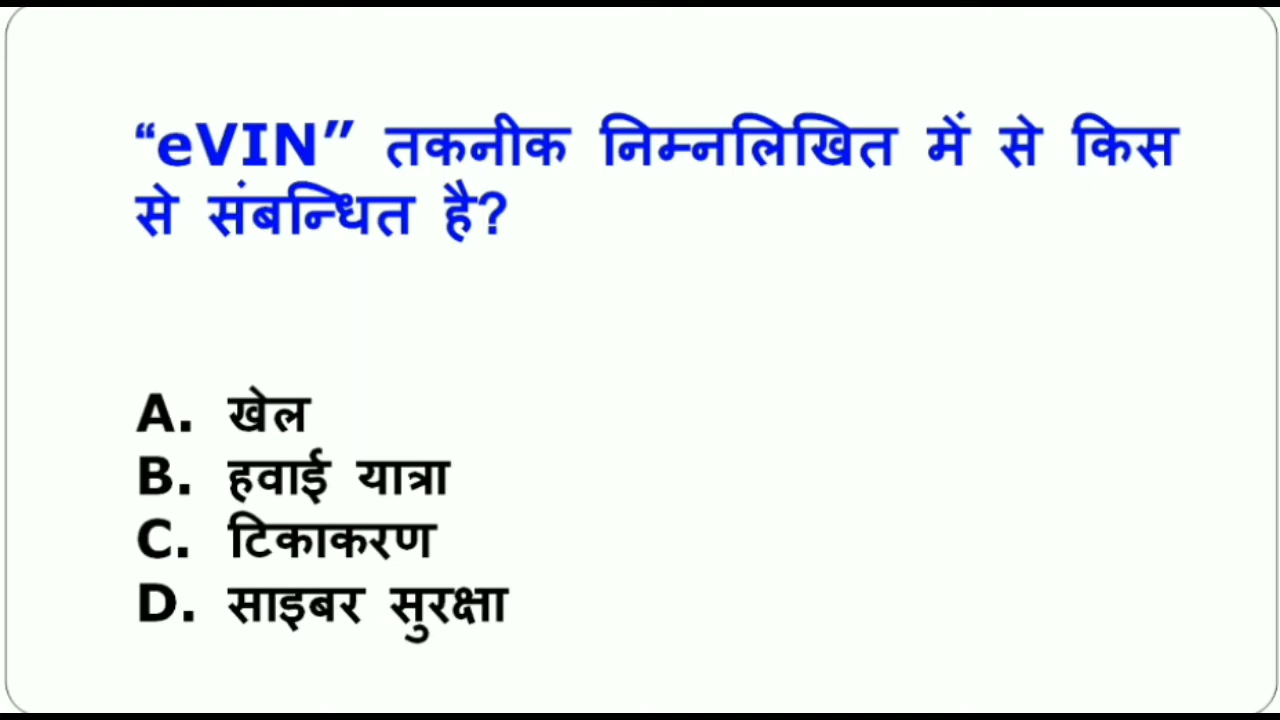 “eVIN” तकनीक निम्नलिखित में से किस
से संबन्धित है?
A. खेल
B. हवाई यात्रा
C. टिकाकरण
D. साइबर सुरक्षा